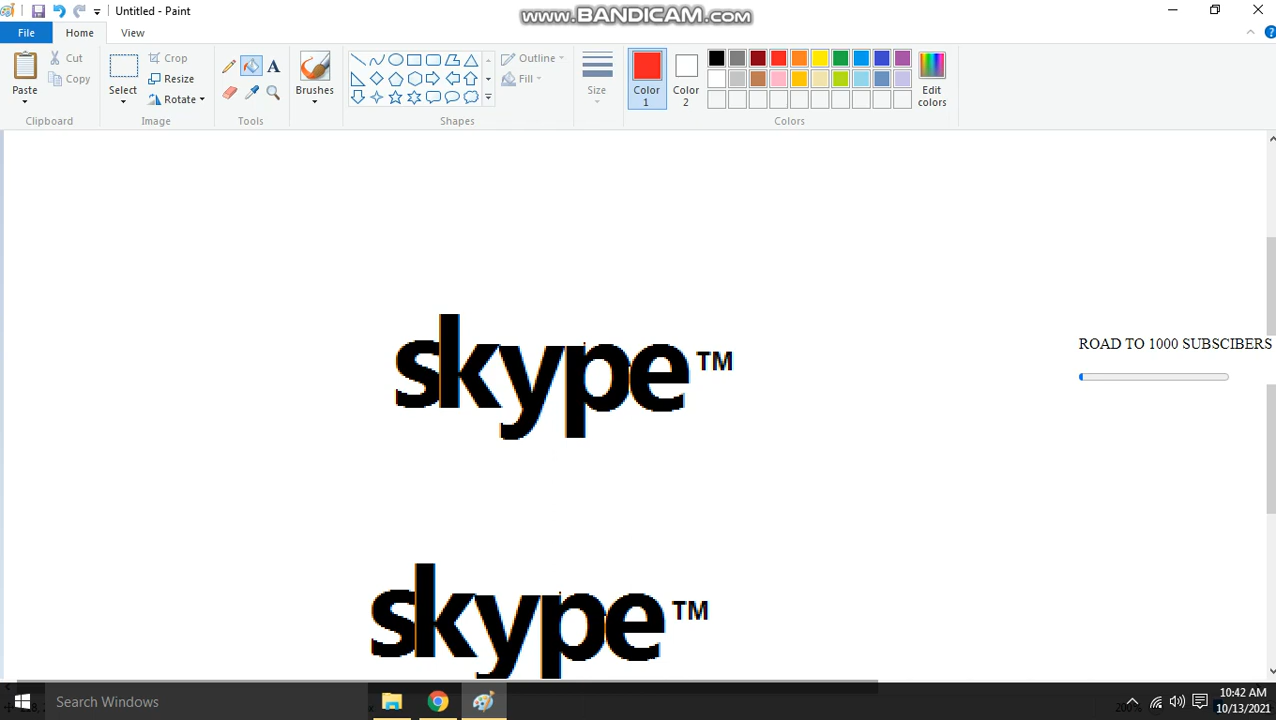 Untitled - Paint
www.BANDICAM.com
File
Home
View
Paste
Cut
Copy
Clipboard
Select
Crop
Resize
Rotate
Image
Tools
Brushes
Shapes
Outline
Fill
Size
Color 1
Color 2
Edit colors
Colors
skype™
ROAD TO 1000 SUBSCIBERS
skype™
Search Windows
10:42 AM
10/13/2021